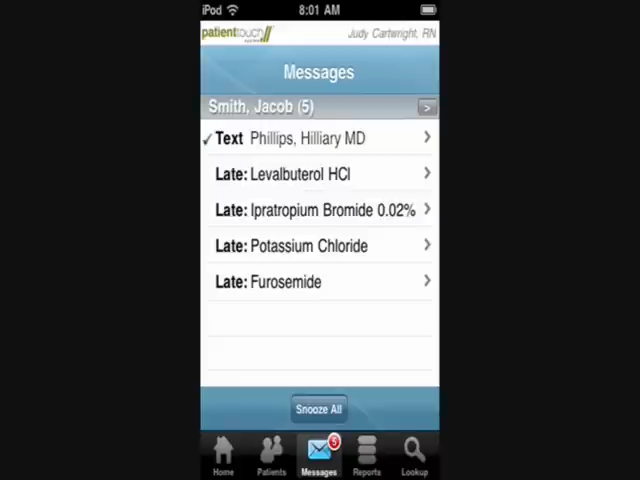 iPod 8:01 AM
patienttouch Judy Cartwright, RN
Messages
Smith, Jacob (5) >
✓ Text Phillips, Hilliary MD
Late: Levalbuterol HCl
Late: Ipratropium Bromide 0.02%
Late: Potassium Chloride
Late: Furosemide
Snooze All
5
Home Patients Messages Reports Lookup